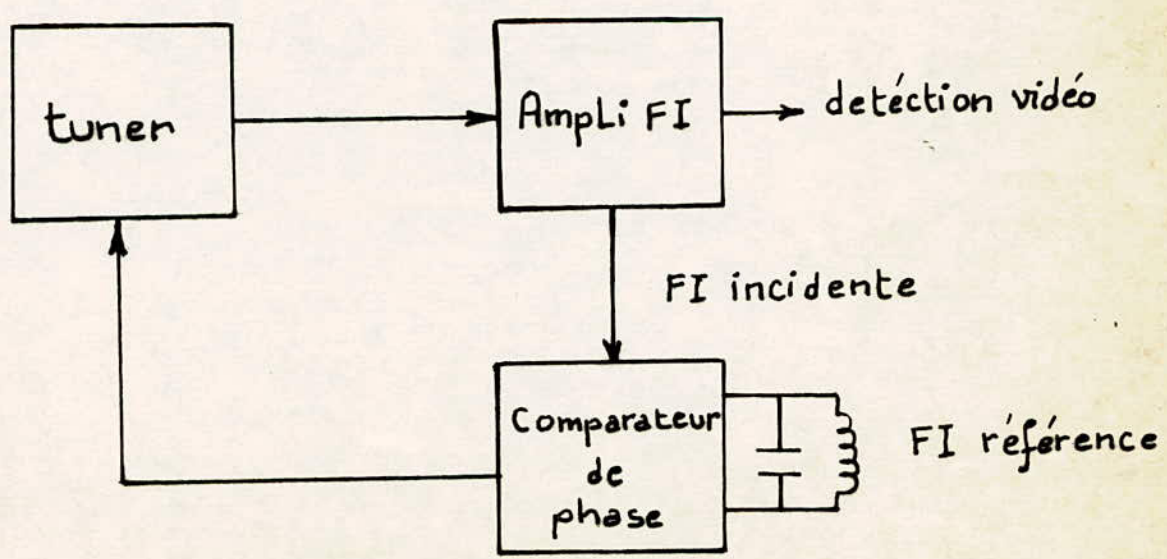 tuner
Ampli FI
detéction vidéo
FI incidente
Comparateur
de
phase
FI référence